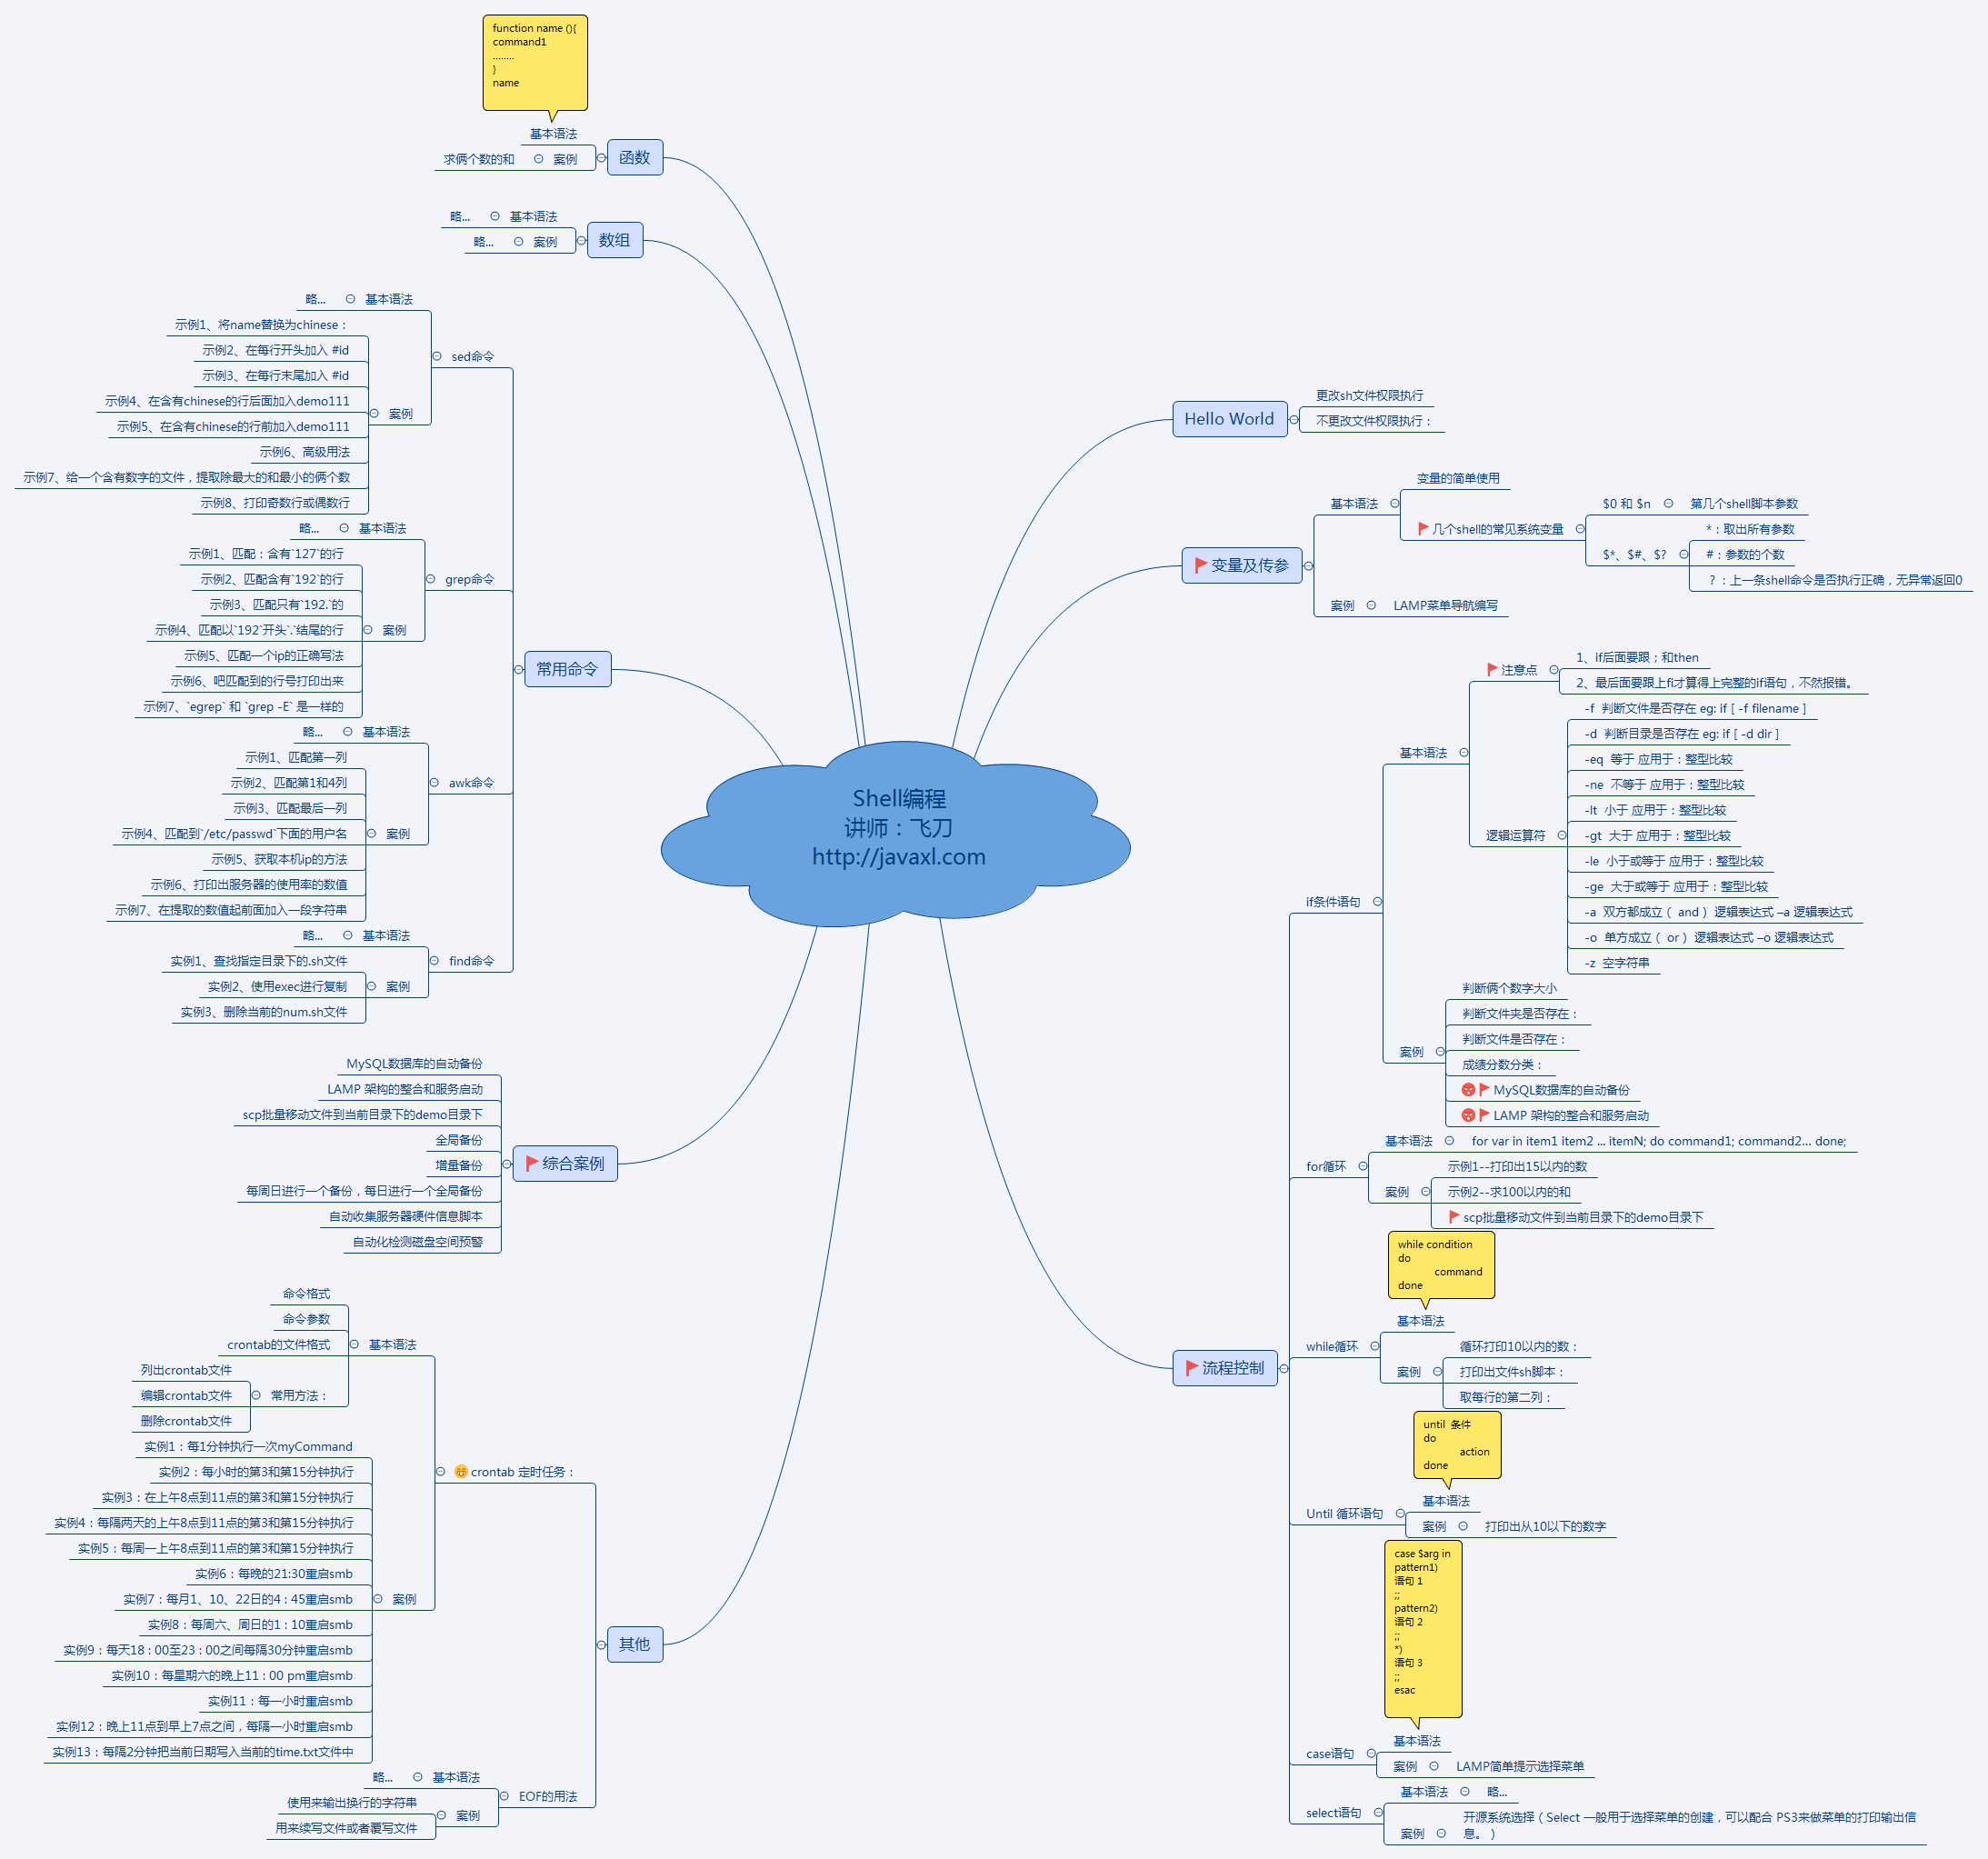 Shell编程
讲师：飞刀
http://javaxl.com
Hello World
更改sh文件权限执行
不更改文件权限执行：
变量及传参
基本语法
变量的简单使用
几个shell的常见系统变量
$0 和 $n
第几个shell脚本参数
$*、$#、$?
*：取出所有参数
#：参数的个数
？：上一条shell命令是否执行正确，无异常返回0
案例
LAMP菜单导航编写
流程控制
if条件语句
基本语法
注意点
1、if后面要跟；和then
2、最后面要跟上fi才算得上完整的if语句，不然报错。
逻辑运算符
-f 判断文件是否存在 eg: if [ -f filename ]
-d 判断目录是否存在 eg: if [ -d dir ]
-eq 等于 应用于：整型比较
-ne 不等于 应用于：整型比较
-lt 小于 应用于：整型比较
-gt 大于 应用于：整型比较
-le 小于或等于 应用于：整型比较
-ge 大于或等于 应用于：整型比较
-a 双方都成立（ and ） 逻辑表达式 –a 逻辑表达式
-o 单方成立（ or ） 逻辑表达式 –o 逻辑表达式
-z 空字符串
案例
判断俩个数字大小
判断文件夹是否存在：
判断文件是否存在：
成绩分数分类：
MySQL数据库的自动备份
LAMP 架构的整合和服务启动
for循环
基本语法
for var in item1 item2 ... itemN; do command1; command2… done;
案例
示例1--打印出15以内的数
示例2--求100以内的和
scp批量移动文件到当前目录下的demo目录下
while循环
while condition
do
command
done
基本语法
案例
循环打印10以内的数：
打印出文件sh脚本：
取每行的第二列：
Until 循环语句
until 条件
do
action
done
基本语法
案例
打印出从10以下的数字
case语句
case $arg in
pattern1)
语句 1
;;
pattern2)
语句 2
;;
*)
语句 3
;;
esac
基本语法
案例
LAMP简单提示选择菜单
select语句
基本语法
略...
案例
开源系统选择（Select 一般用于选择菜单的创建，可以配合 PS3来做菜单的打印输出信
息。）
函数
function name (){
command1
........
}
name
基本语法
案例
求俩个数的和
数组
基本语法
略...
案例
略...
常用命令
sed命令
基本语法
略...
案例
示例1、将name替换为chinese：
示例2、在每行开头加入 #id
示例3、在每行末尾加入 #id
示例4、在含有chinese的行后面加入demo111
示例5、在含有chinese的行前加入demo111
示例6、高级用法
示例7、给一个含有数字的文件，提取除最大的和最小的俩个数
示例8、打印奇数行或偶数行
grep命令
基本语法
略...
案例
示例1、匹配：含有`127`的行
示例2、匹配含有`192`的行
示例3、匹配只有`192.`的
示例4、匹配以`192`开头`.`结尾的行
示例5、匹配一个ip的正确写法
示例6、吧匹配到的行号打印出来
示例7、`egrep` 和 `grep -E` 是一样的
awk命令
基本语法
略...
案例
示例1、匹配第一列
示例2、匹配第1和4列
示例3、匹配最后一列
示例4、匹配到`/etc/passwd`下面的用户名
示例5、获取本机ip的方法
示例6、打印出服务器的使用率的数值
示例7、在提取的数值起前面加入一段字符串
find命令
基本语法
略...
案例
实例1、查找指定目录下的.sh文件
实例2、使用exec进行复制
实例3、删除当前的num.sh文件
综合案例
MySQL数据库的自动备份
LAMP 架构的整合和服务启动
scp批量移动文件到当前目录下的demo目录下
全局备份
增量备份
每周日进行一个备份，每日进行一个全局备份
自动收集服务器硬件信息脚本
自动化检测磁盘空间预警
其他
crontab 定时任务：
基本语法
命令格式
命令参数
crontab的文件格式
常用方法：
列出crontab文件
编辑crontab文件
删除crontab文件
案例
实例1：每1分钟执行一次myCommand
实例2：每小时的第3和第15分钟执行
实例3：在上午8点到11点的第3和第15分钟执行
实例4：每隔两天的上午8点到11点的第3和第15分钟执行
实例5：每周一上午8点到11点的第3和第15分钟执行
实例6：每晚的21:30重启smb
实例7：每月1、10、22日的4 : 45重启smb
实例8：每周六、周日的1 : 10重启smb
实例9：每天18 : 00至23 : 00之间每隔30分钟重启smb
实例10：每星期六的晚上11 : 00 pm重启smb
实例11：每一小时重启smb
实例12：晚上11点到早上7点之间，每隔一小时重启smb
实例13：每隔2分钟把当前日期写入当前的time.txt文件中
EOF的用法
基本语法
略...
案例
使用来输出换行的字符串
用来续写文件或者覆写文件